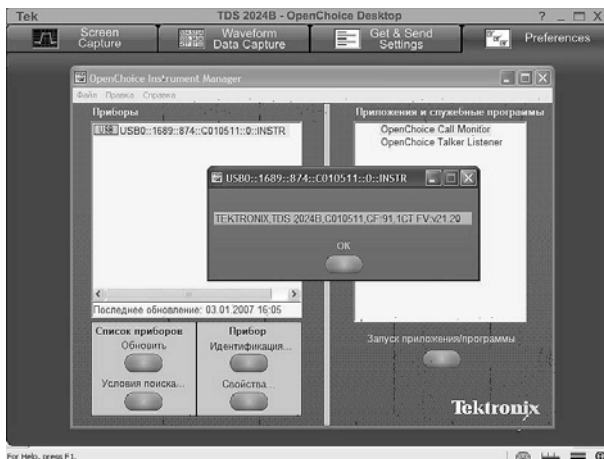 Tek
TDS 2024B - OpenChoice Desktop
Screen
Capture
Waveform
Data Capture
Get & Send
Settings
Preferences
OpenChoice Instrument Manager
Файл Правка Справка
Приборы
Приложения и служебные программы
USB USB0::1689::874::C010511::0::INSTR
OpenChoice Call Monitor
OpenChoice Talker Listener
USB0::1689::874::C010511::0::INSTR
TEKTRONIX,TDS 2024B,C010511,CF:91.1CT FV:v21.20
OK
Последнее обновление: 03.01.2007 16:05
Список приборов
Обновить
Условия поиска...
Прибор
Идентификация...
Свойства...
Запуск приложения/программы
Tektronix
For Help, press F1.